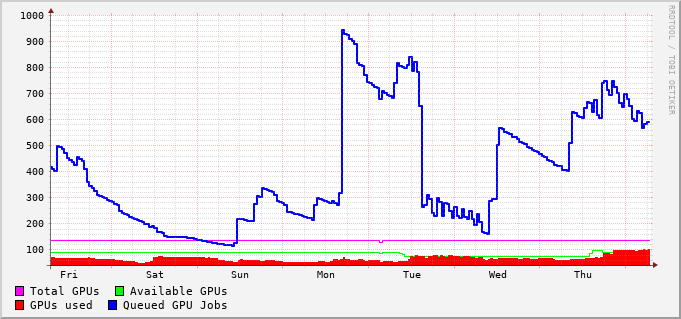 1000
900
800
700
600
500
400
300
200
100
Fri Sat Sun Mon Tue Wed Thu
Total GPUs Available GPUs
GPUs used Queued GPU Jobs
RRDTOOL / TOBI OETIKER